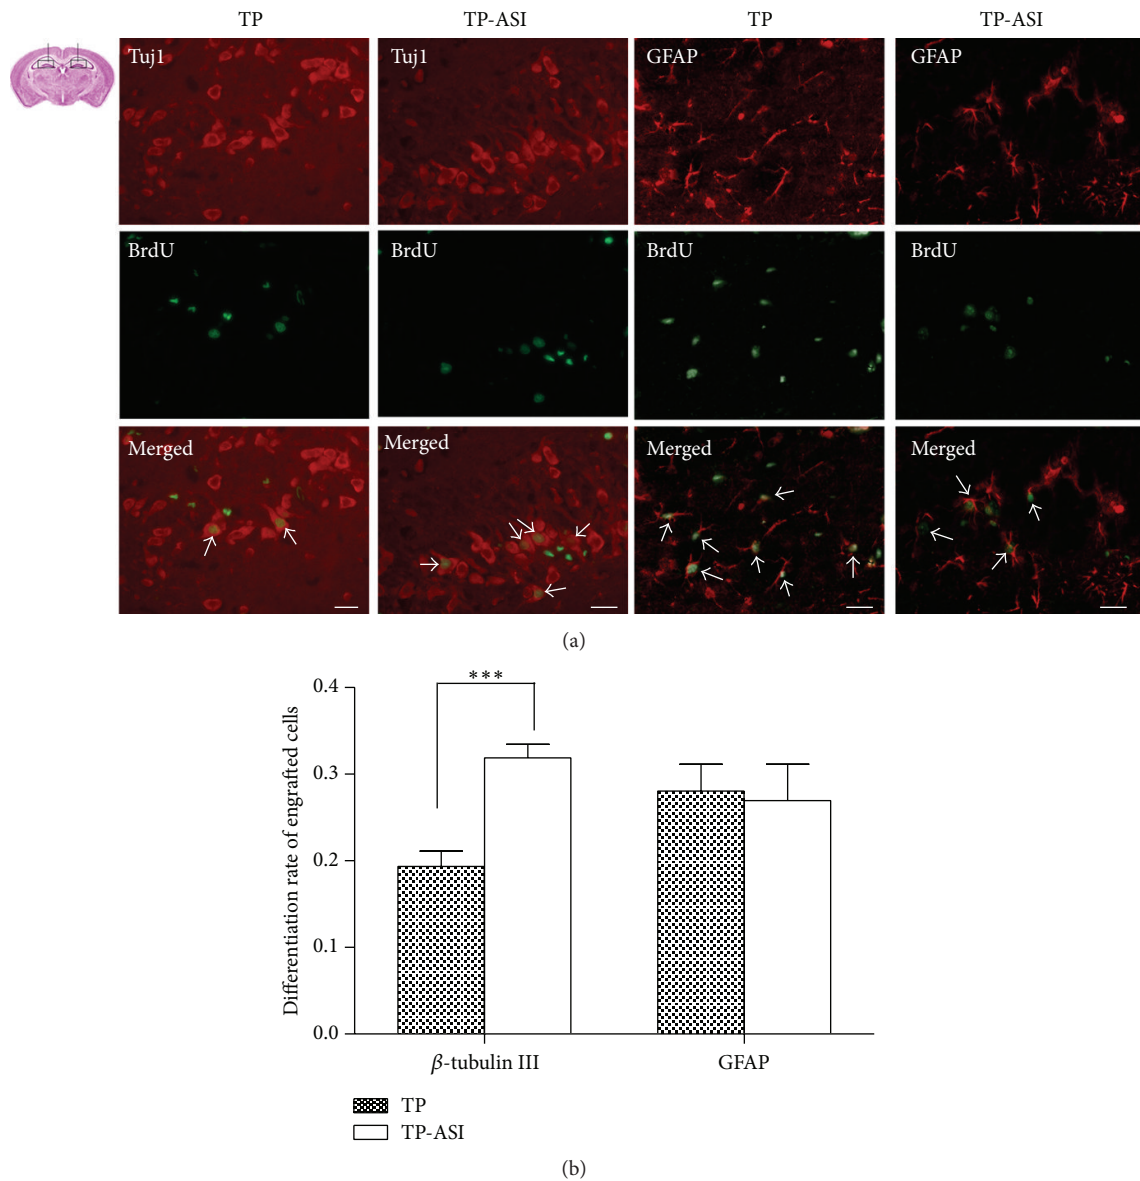 TP TP-ASI TP TP-ASI
Tuj1 Tuj1 GFAP GFAP
BrdU BrdU BrdU BrdU
Merged Merged Merged Merged
(a)
***
0.4
0.3
0.2
0.1
0.0
Differentiation rate of engrafted cells
β-tubulin III GFAP
TP
TP-ASI
(b)